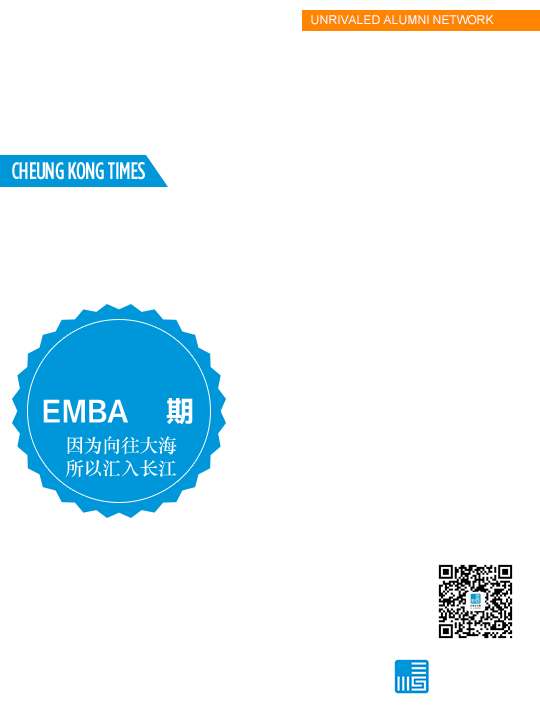 UNRIVALED ALUMNI NETWORK
CHEUNG KONG TIMES
EMBA 期
因为向往大海
所以汇入长江